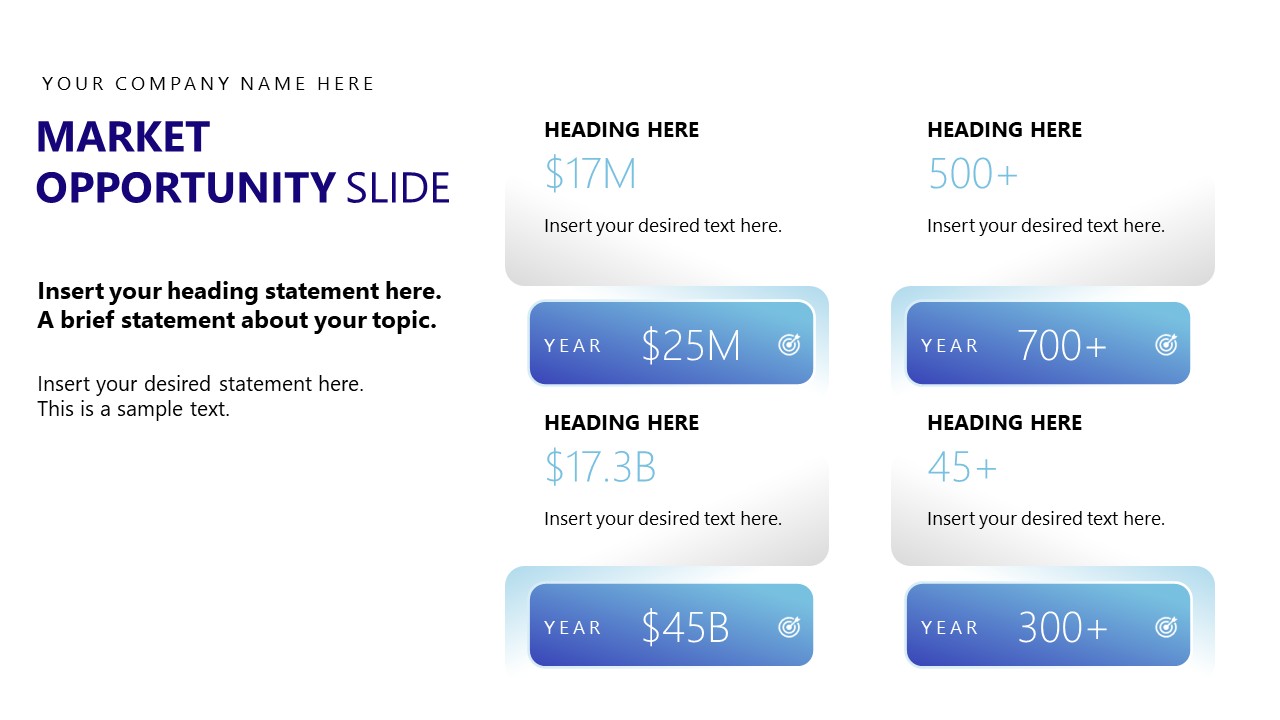 YOUR COMPANY NAME HERE
MARKET
OPPORTUNITY SLIDE
Insert your heading statement here.
A brief statement about your topic.
Insert your desired statement here.
This is a sample text.
HEADING HERE
$17M
Insert your desired text here.
YEAR $25M
HEADING HERE
500+
Insert your desired text here.
YEAR 700+
HEADING HERE
$17.3B
Insert your desired text here.
YEAR $45B
HEADING HERE
45+
Insert your desired text here.
YEAR 300+